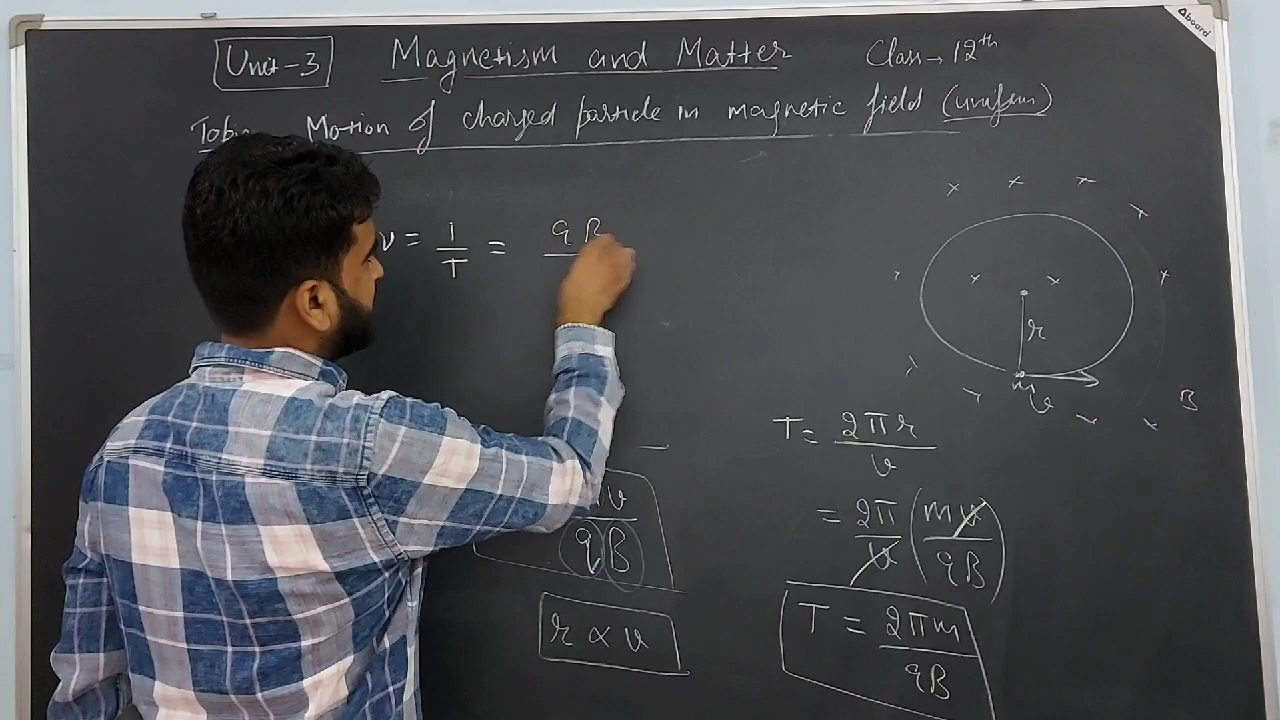 Unit-3 Magnetism and Matter Class→12th
Motion of charged particle in magnetic field (uniform)
Aboard
ν = 1/T = qB
r
m
v
B
T = 2πr/v
= 2π/v (mv/qB)
qB
r ∝ v
T = 2πm/qB